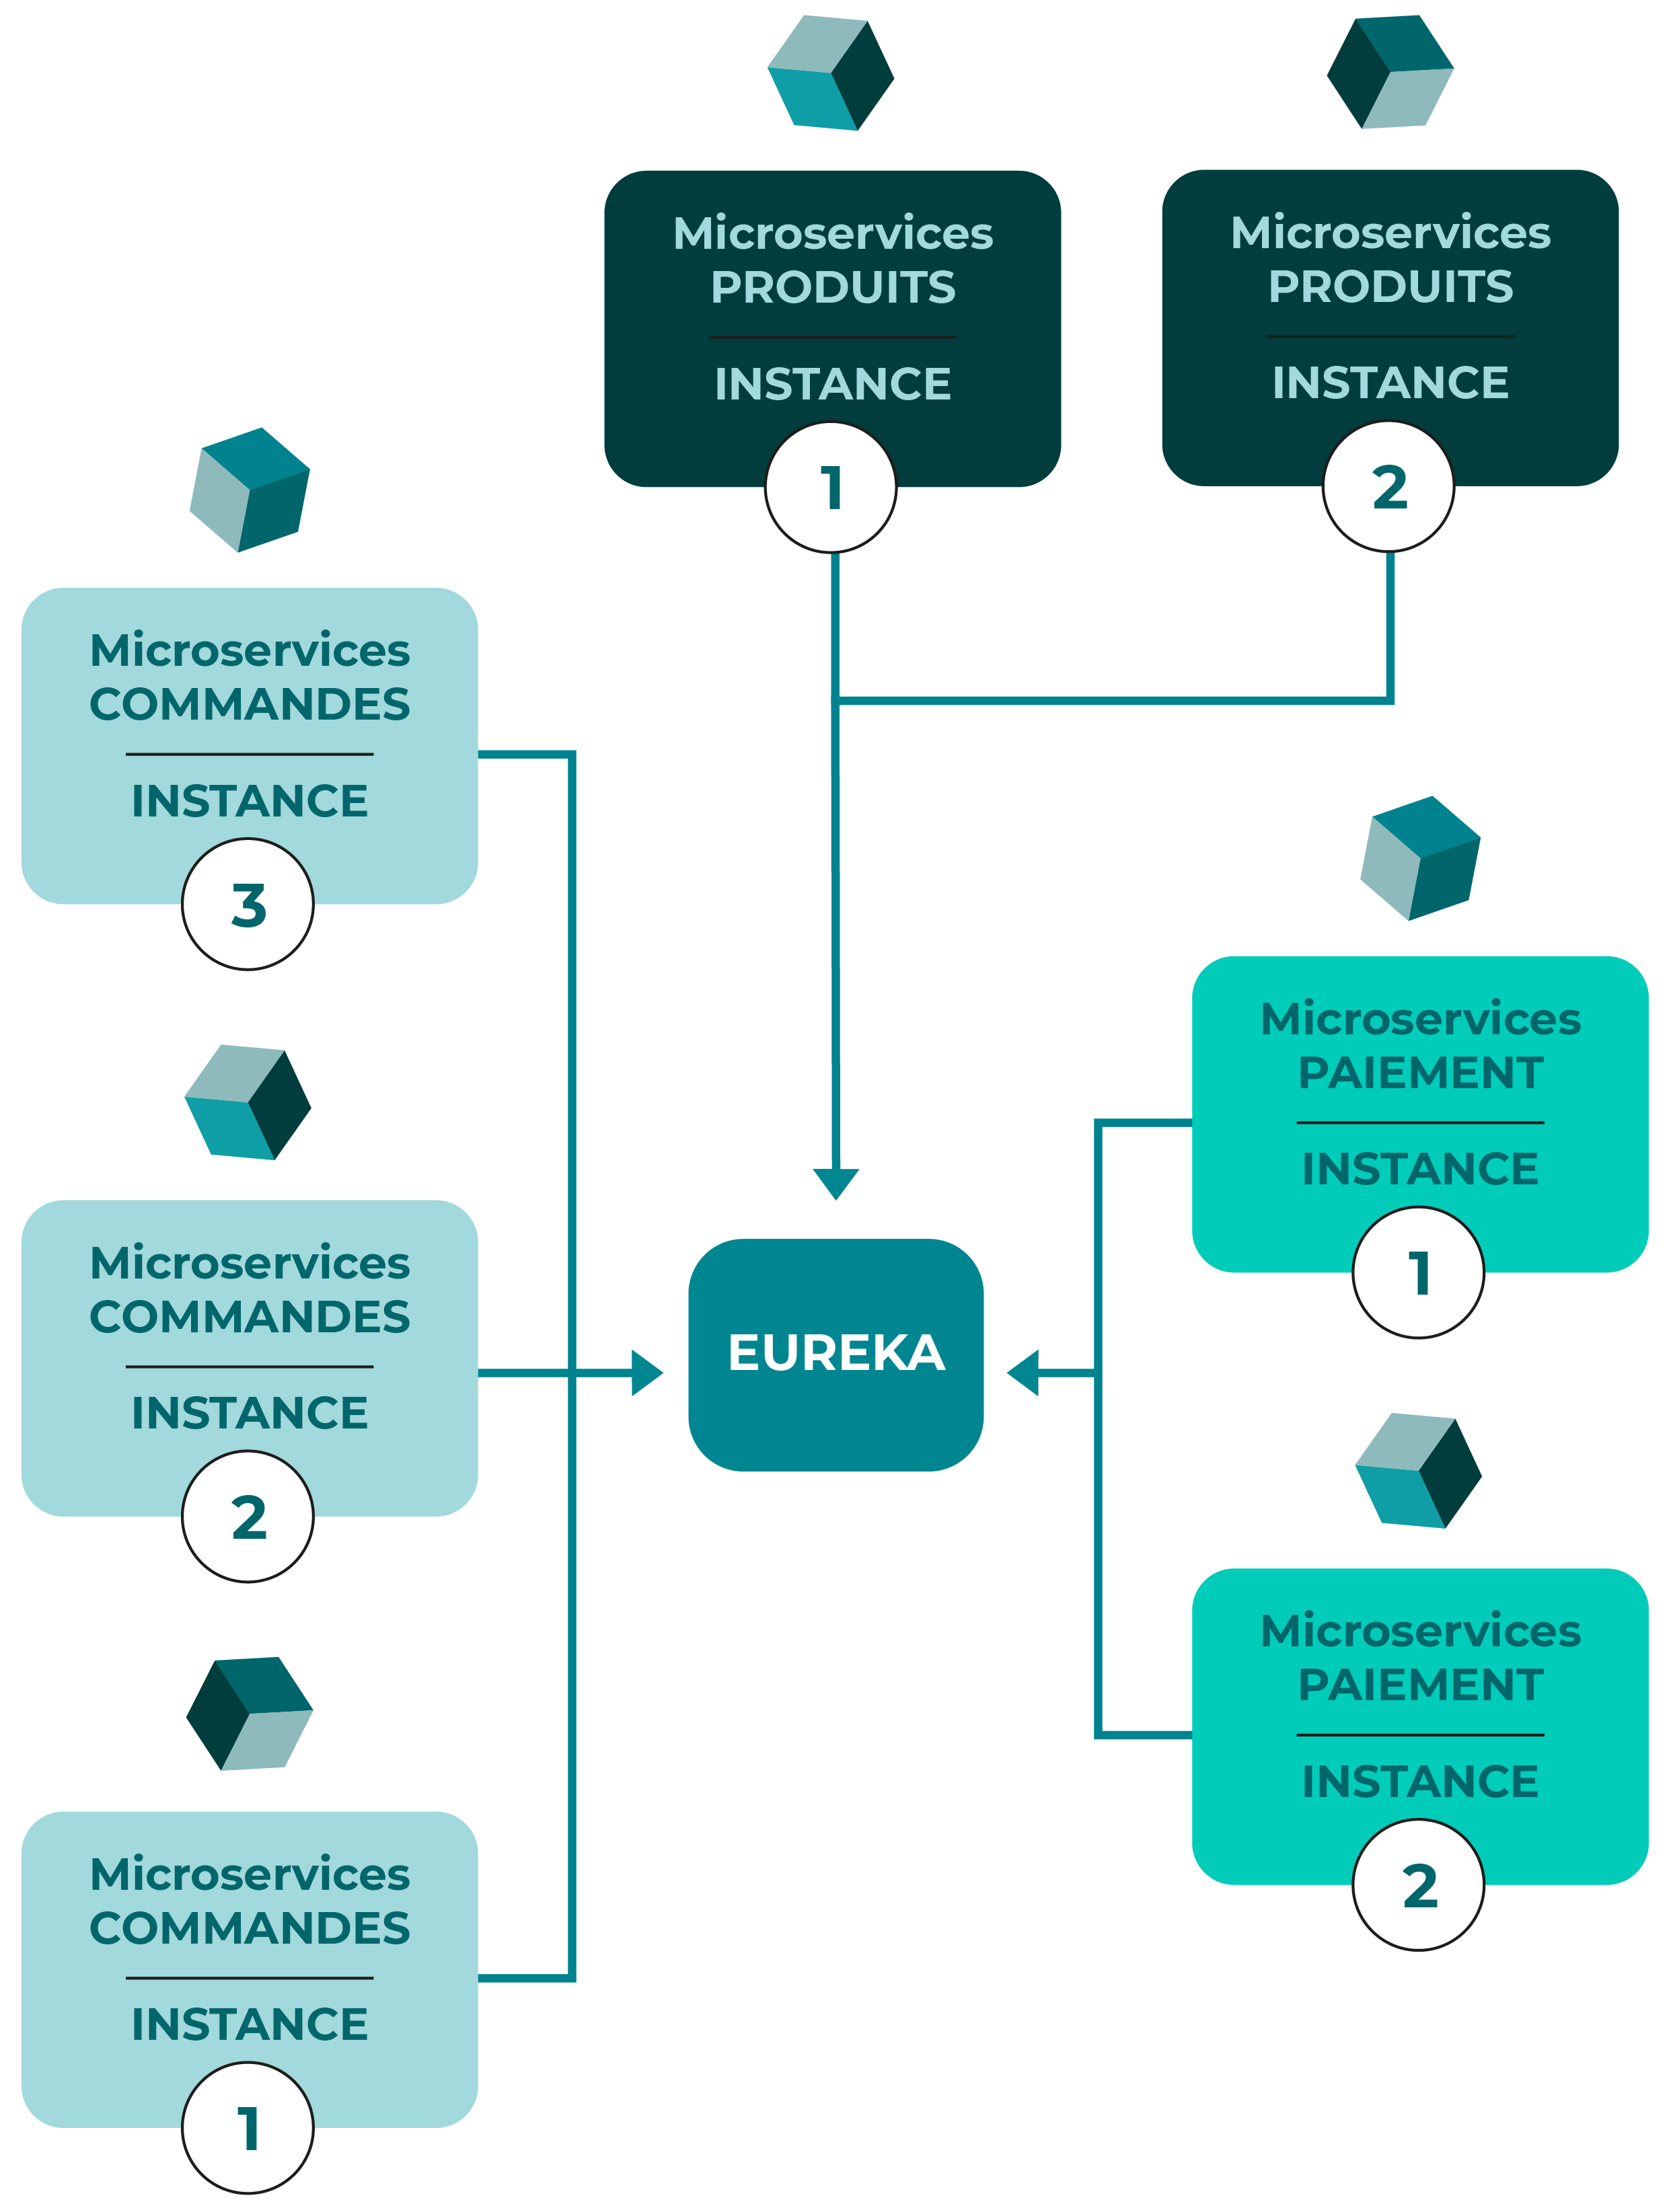 Microservices
PRODUITS
INSTANCE
1
Microservices
PRODUITS
INSTANCE
2
Microservices
COMMANDES
INSTANCE
3
Microservices
PAIEMENT
INSTANCE
1
Microservices
COMMANDES
INSTANCE
2
EUREKA
Microservices
PAIEMENT
INSTANCE
2
Microservices
COMMANDES
INSTANCE
1